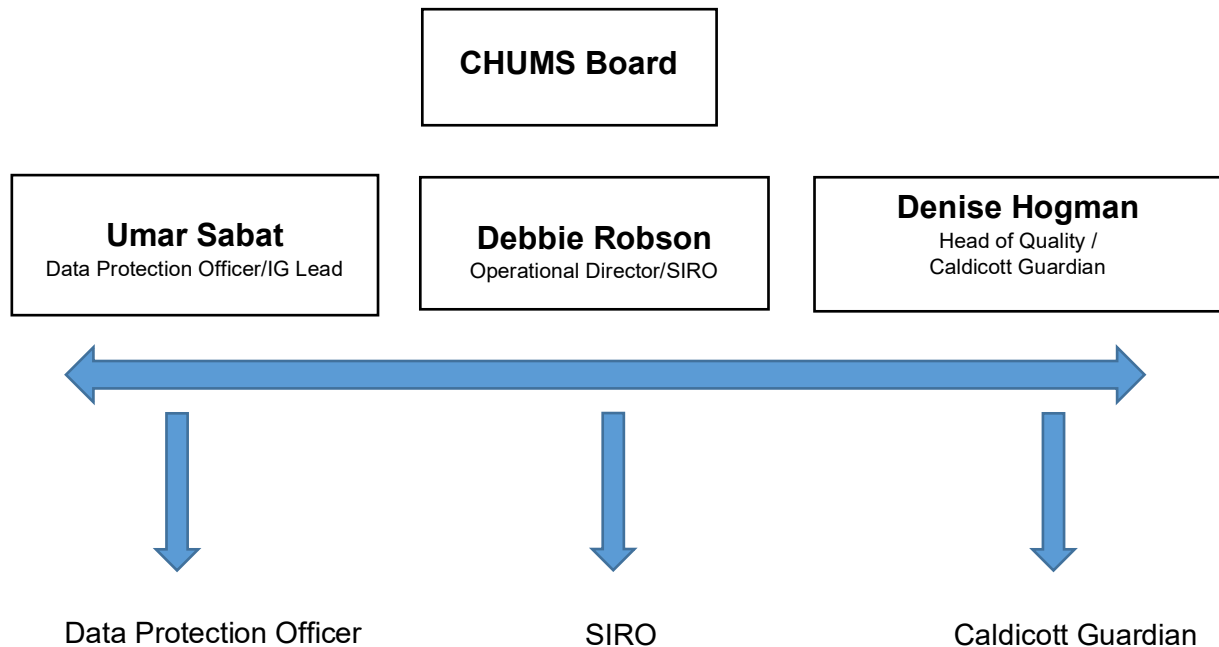 CHUMS Board
Umar Sabat
Data Protection Officer/IG Lead
Debbie Robson
Operational Director/SIRO
Denise Hogman
Head of Quality /
Caldicott Guardian
Data Protection Officer
SIRO
Caldicott Guardian